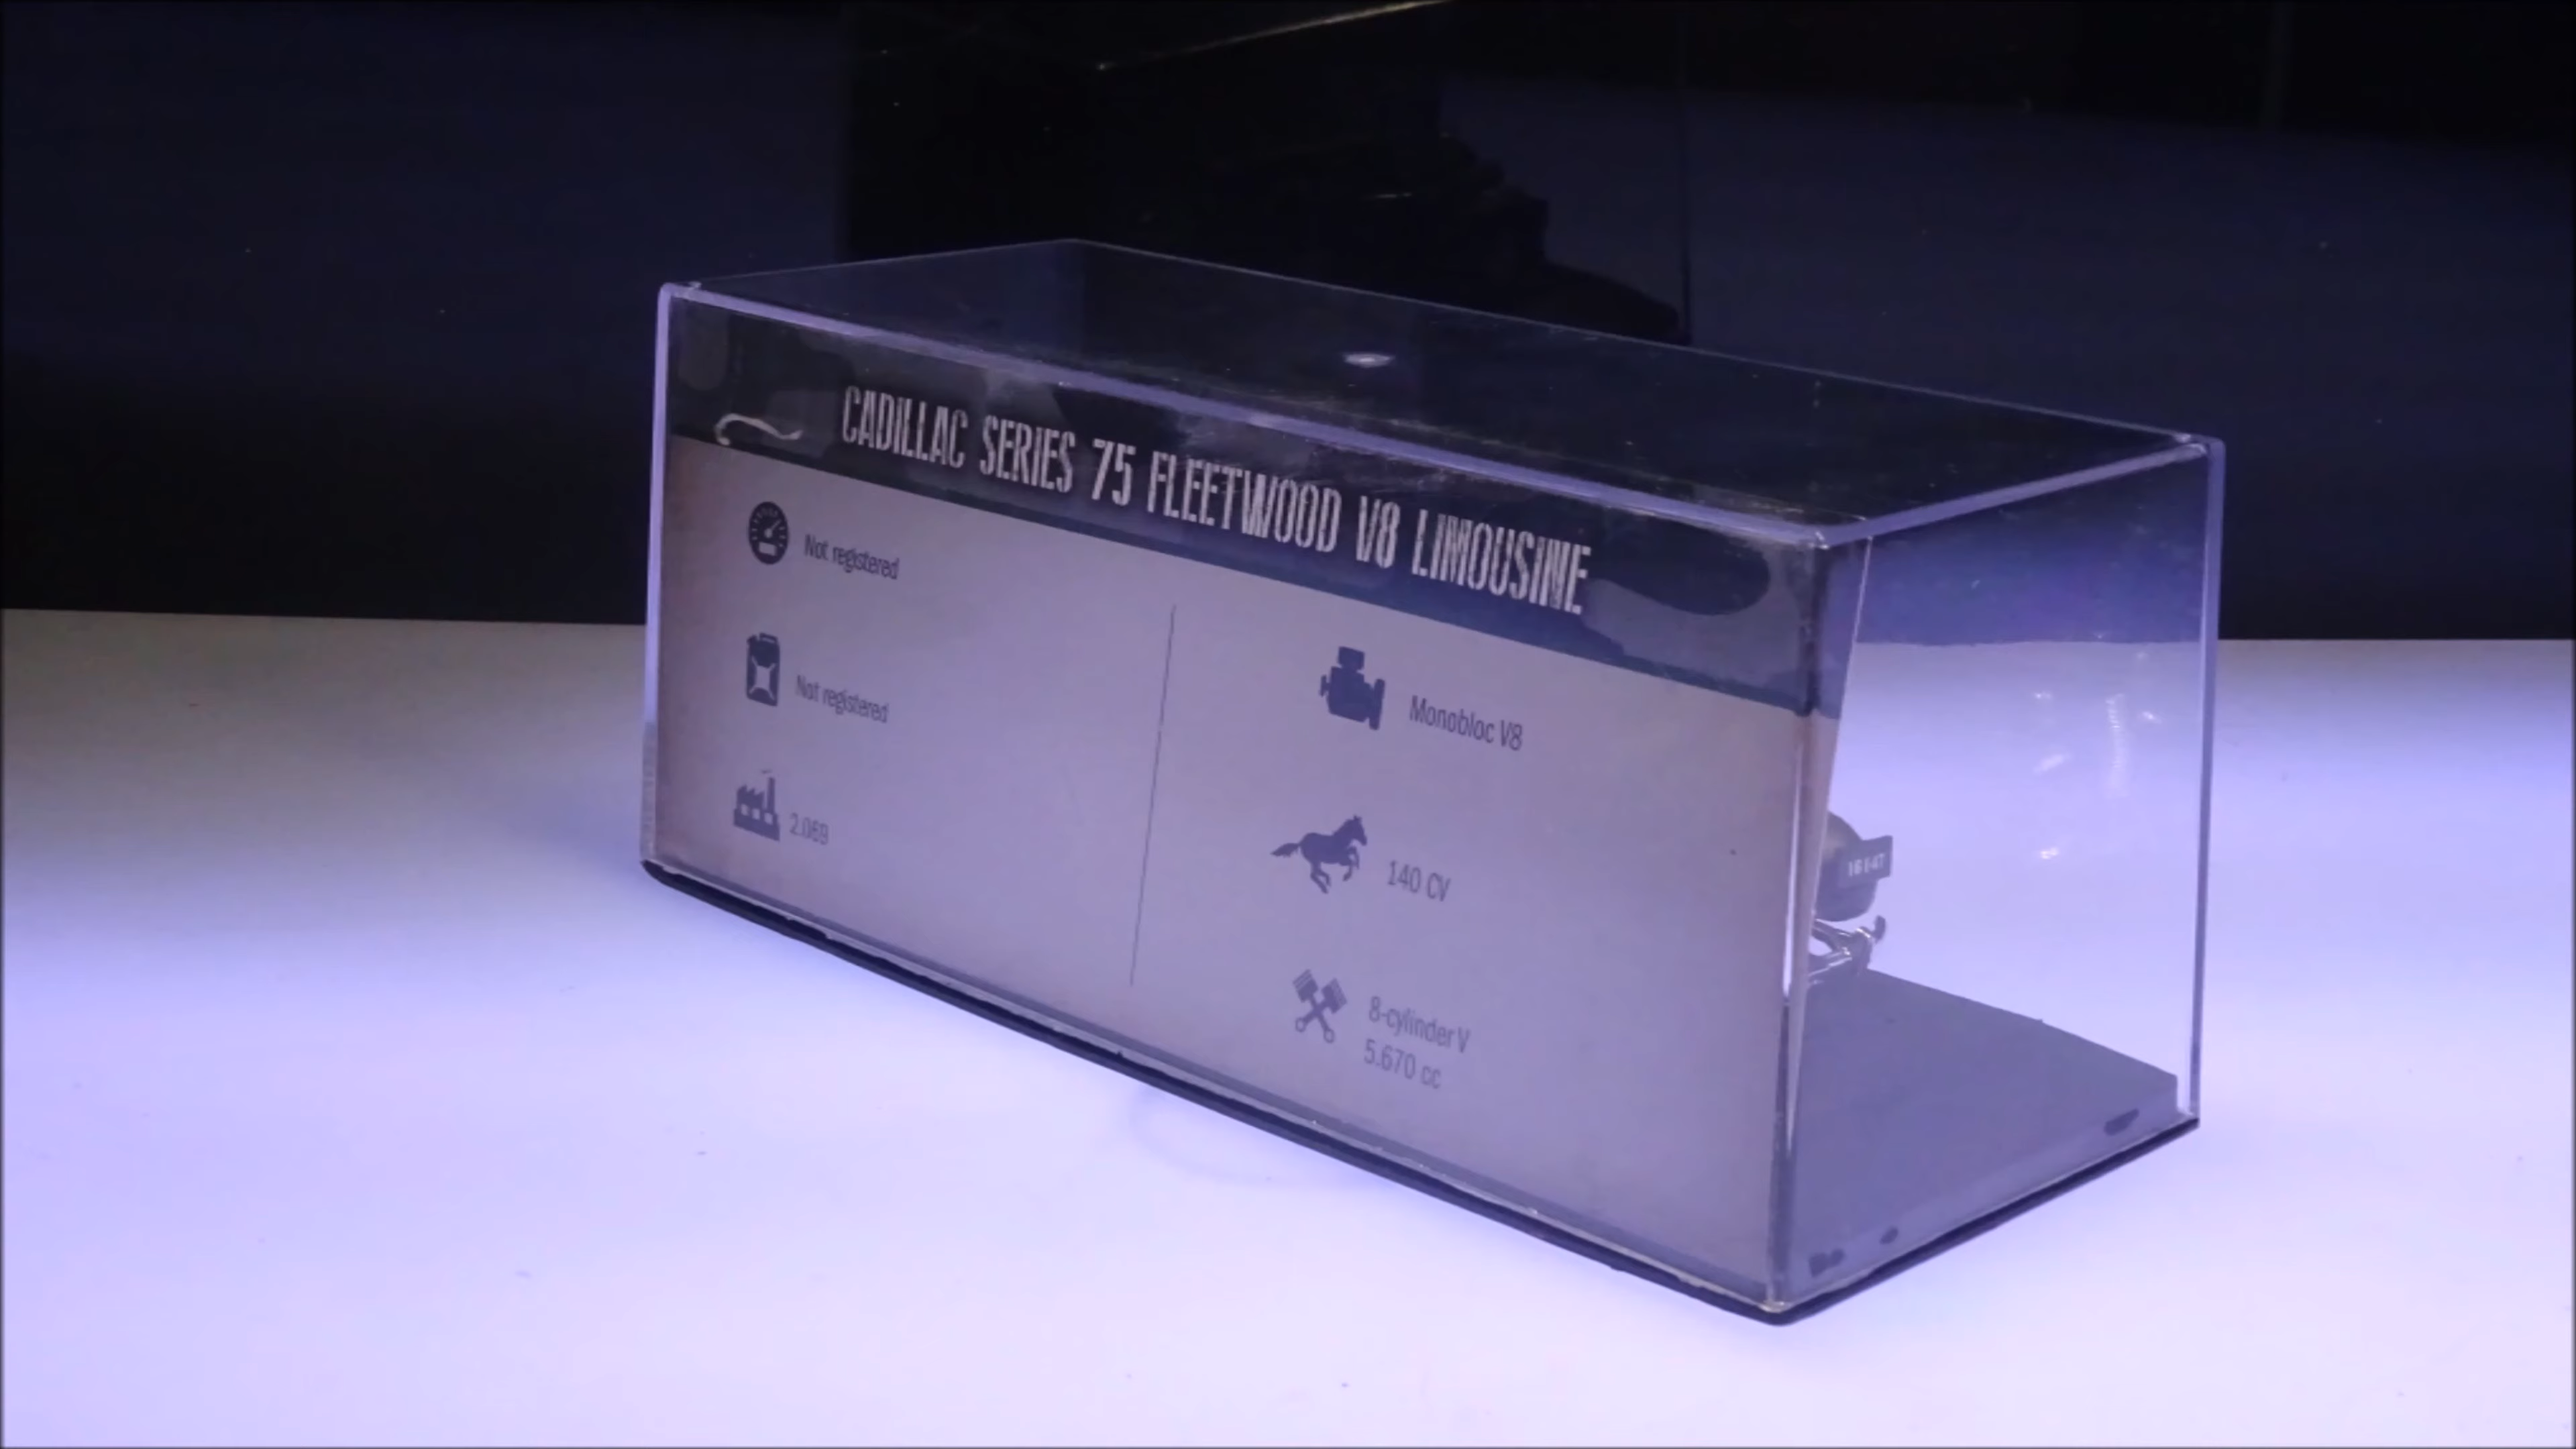 CADILLAC SERIES 75 FLEETWOOD V8 LIMOUSINE
Not registered
Not registered
2.069
Monobloc V8
140 CV
8-cylinder V
5.670 cc